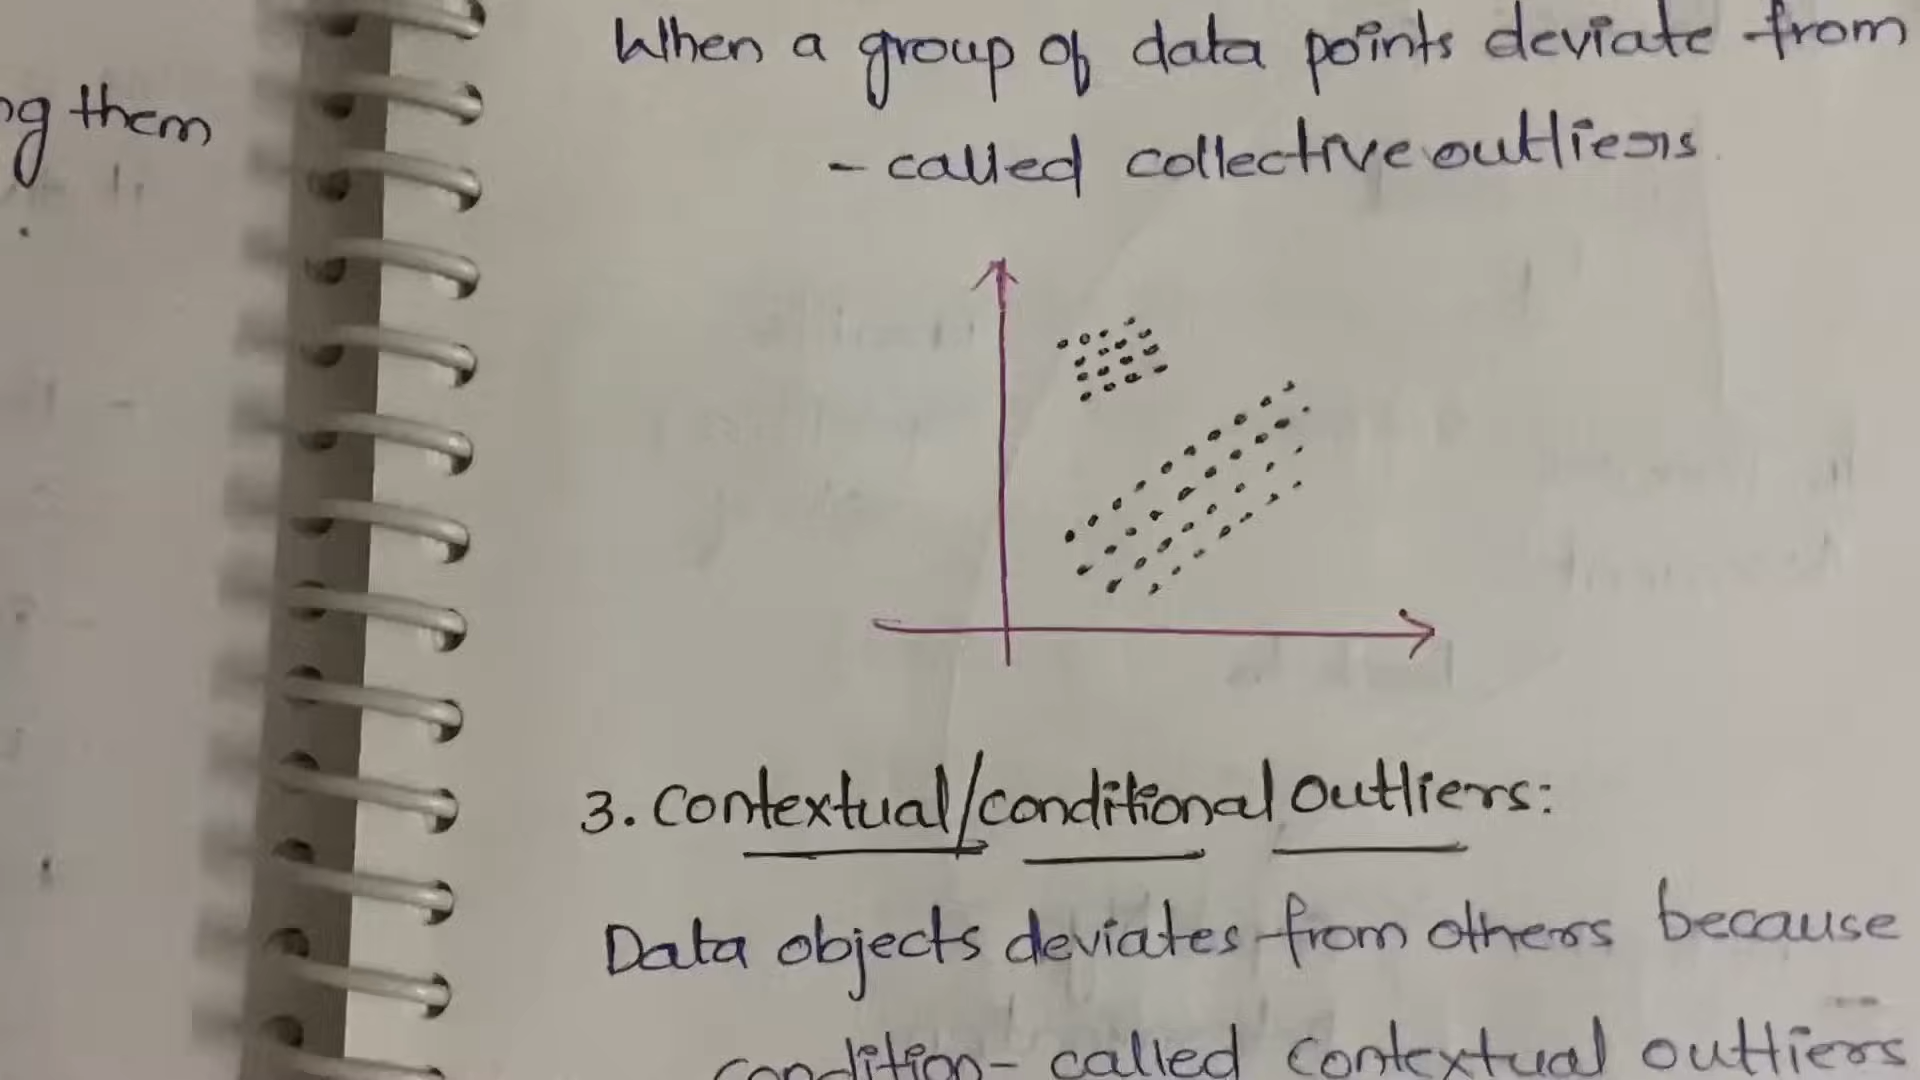 ng them
When a group of data points deviate from
- called collective outliers
3. Contextual/conditional Outliers:
Data objects deviates from others because
condition - called contextual outliers